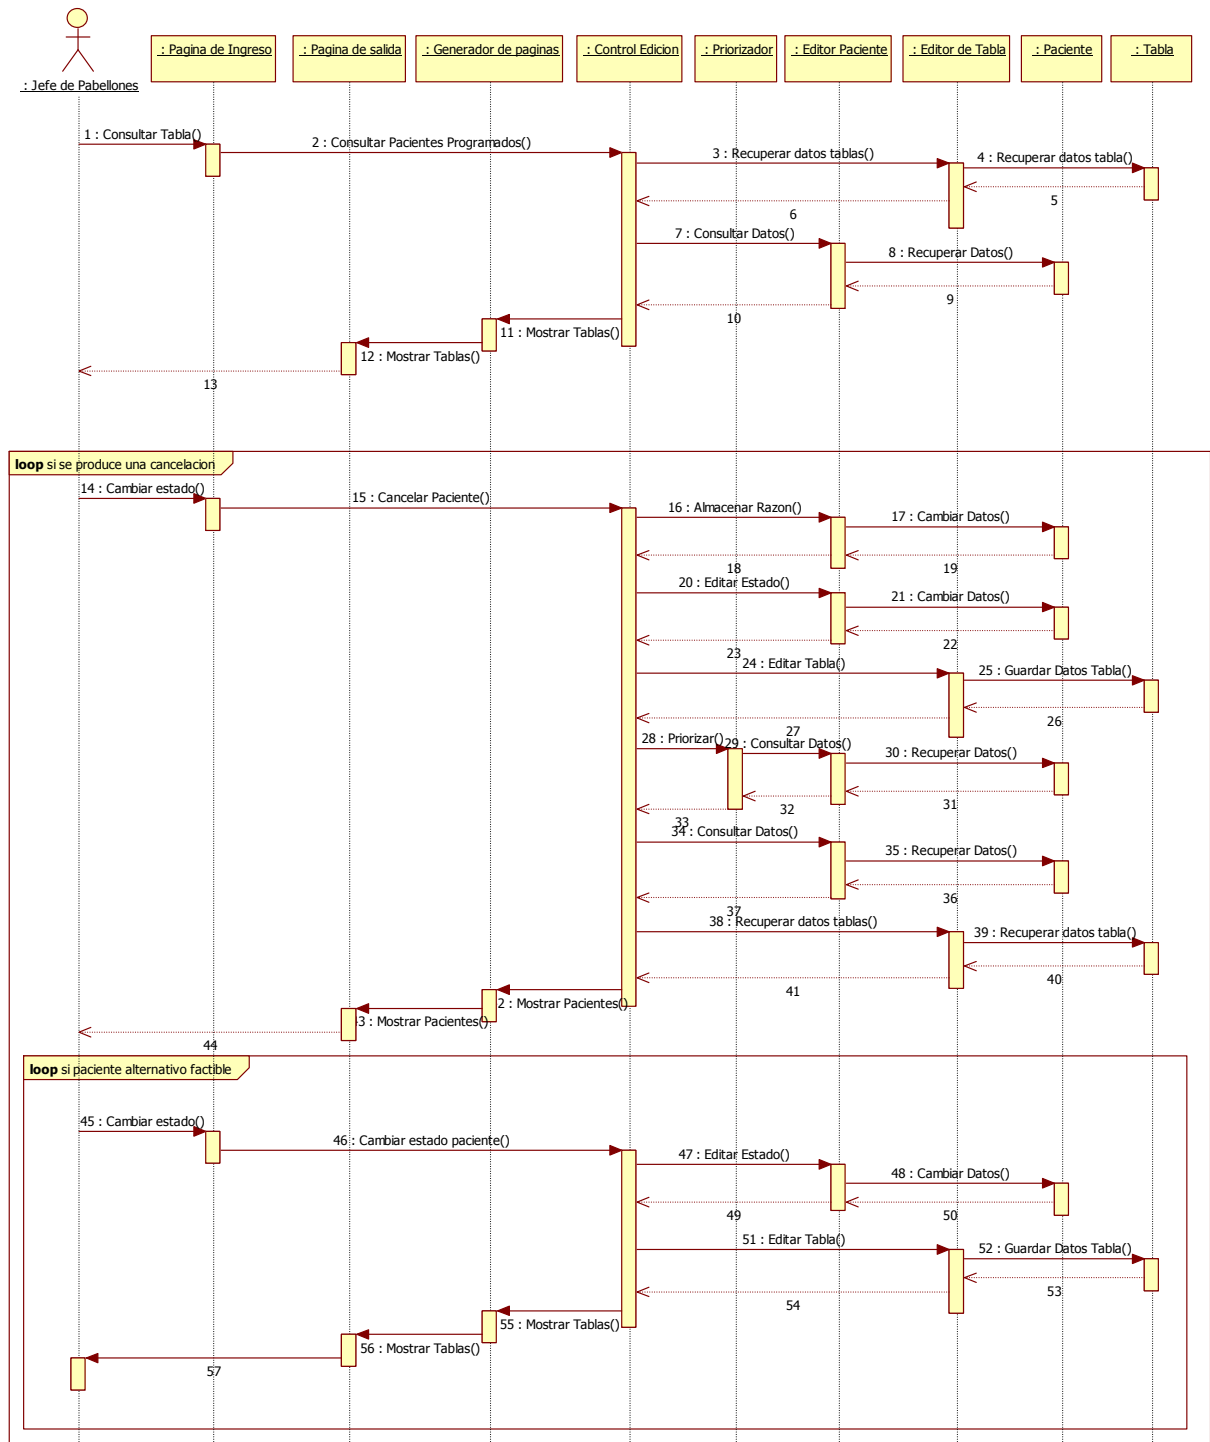 : Jefe de Pabellones
: Pagina de Ingreso
: Pagina de salida
: Generador de paginas
: Control Edicion
: Priorizador
: Editor Paciente
: Editor de Tabla
: Paciente
: Tabla
1 : Consultar Tabla()
2 : Consultar Pacientes Programados()
3 : Recuperar datos tablas()
4 : Recuperar datos tabla()
5
6
7 : Consultar Datos()
8 : Recuperar Datos()
9
10
11 : Mostrar Tablas()
12 : Mostrar Tablas()
13
loop si se produce una cancelacion
14 : Cambiar estado()
15 : Cancelar Paciente()
16 : Almacenar Razon()
17 : Cambiar Datos()
18
19
20 : Editar Estado()
21 : Cambiar Datos()
22
23
24 : Editar Tabla()
25 : Guardar Datos Tabla()
26
27
28 : Priorizar()
29 : Consultar Datos()
30 : Recuperar Datos()
31
32
33
34 : Consultar Datos()
35 : Recuperar Datos()
36
37
38 : Recuperar datos tablas()
39 : Recuperar datos tabla()
40
41
2 : Mostrar Pacientes()
3 : Mostrar Pacientes()
44
loop si paciente alternativo factible
45 : Cambiar estado()
46 : Cambiar estado paciente()
47 : Editar Estado()
48 : Cambiar Datos()
49
50
51 : Editar Tabla()
52 : Guardar Datos Tabla()
53
54
55 : Mostrar Tablas()
56 : Mostrar Tablas()
57